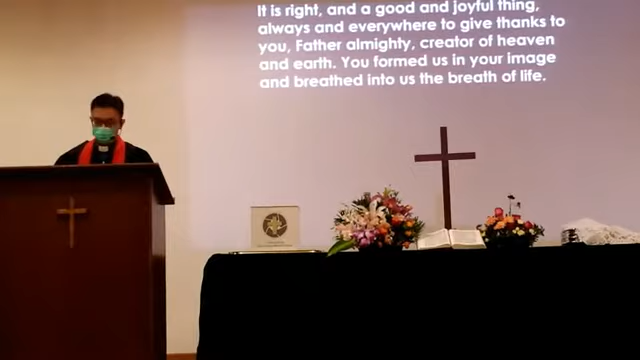 It is right, and a good and joyful thing,
always and everywhere to give thanks to
you, Father almighty, creator of heaven
and earth. You formed us in your image
and breathed into us the breath of life.